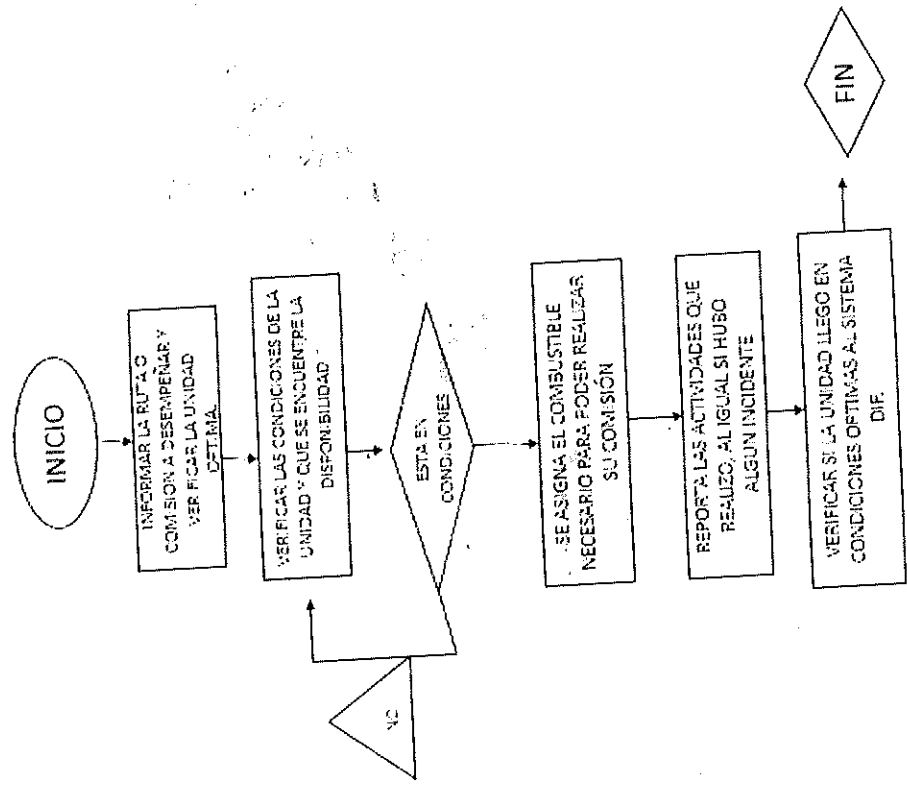 INICIO
INFORMAR LA RUTA O
COMISION A DESEMPEÑAR Y
VERIFICAR LA UNIDAD
OPTIMA.
VERIFICAR LAS CONDICIONES DE LA
UNIDAD Y QUE SE ENCUENTRE LA
DISPONIBILIDAD
ESTA EN
CONDICIONES
NO
SE ASIGNA EL COMBUSTIBLE
NECESARIO PARA PODER REALIZAR
SU COMISIÓN
REPORTA LAS ACTIVIDADES QUE
REALIZO, AL IGUAL SI HUBO
ALGUN INCIDENTE
VERIFICAR SI LA UNIDAD LLEGO EN
CONDICIONES OPTIMAS AL SISTEMA
DIF.
FIN